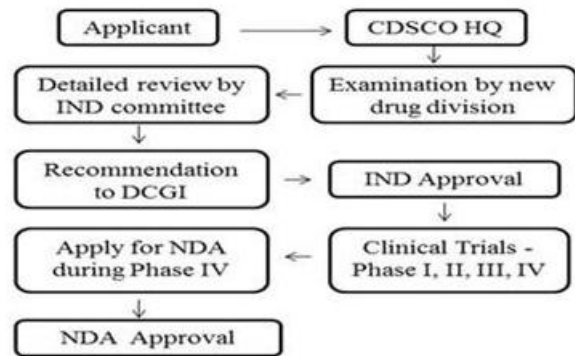 Applicant
CDSCO HQ
Detailed review by
IND committee
Examination by new
drug division
Recommendation
to DCGI
IND Approval
Apply for NDA
during Phase IV
Clinical Trials -
Phase I, II, III, IV
NDA Approval